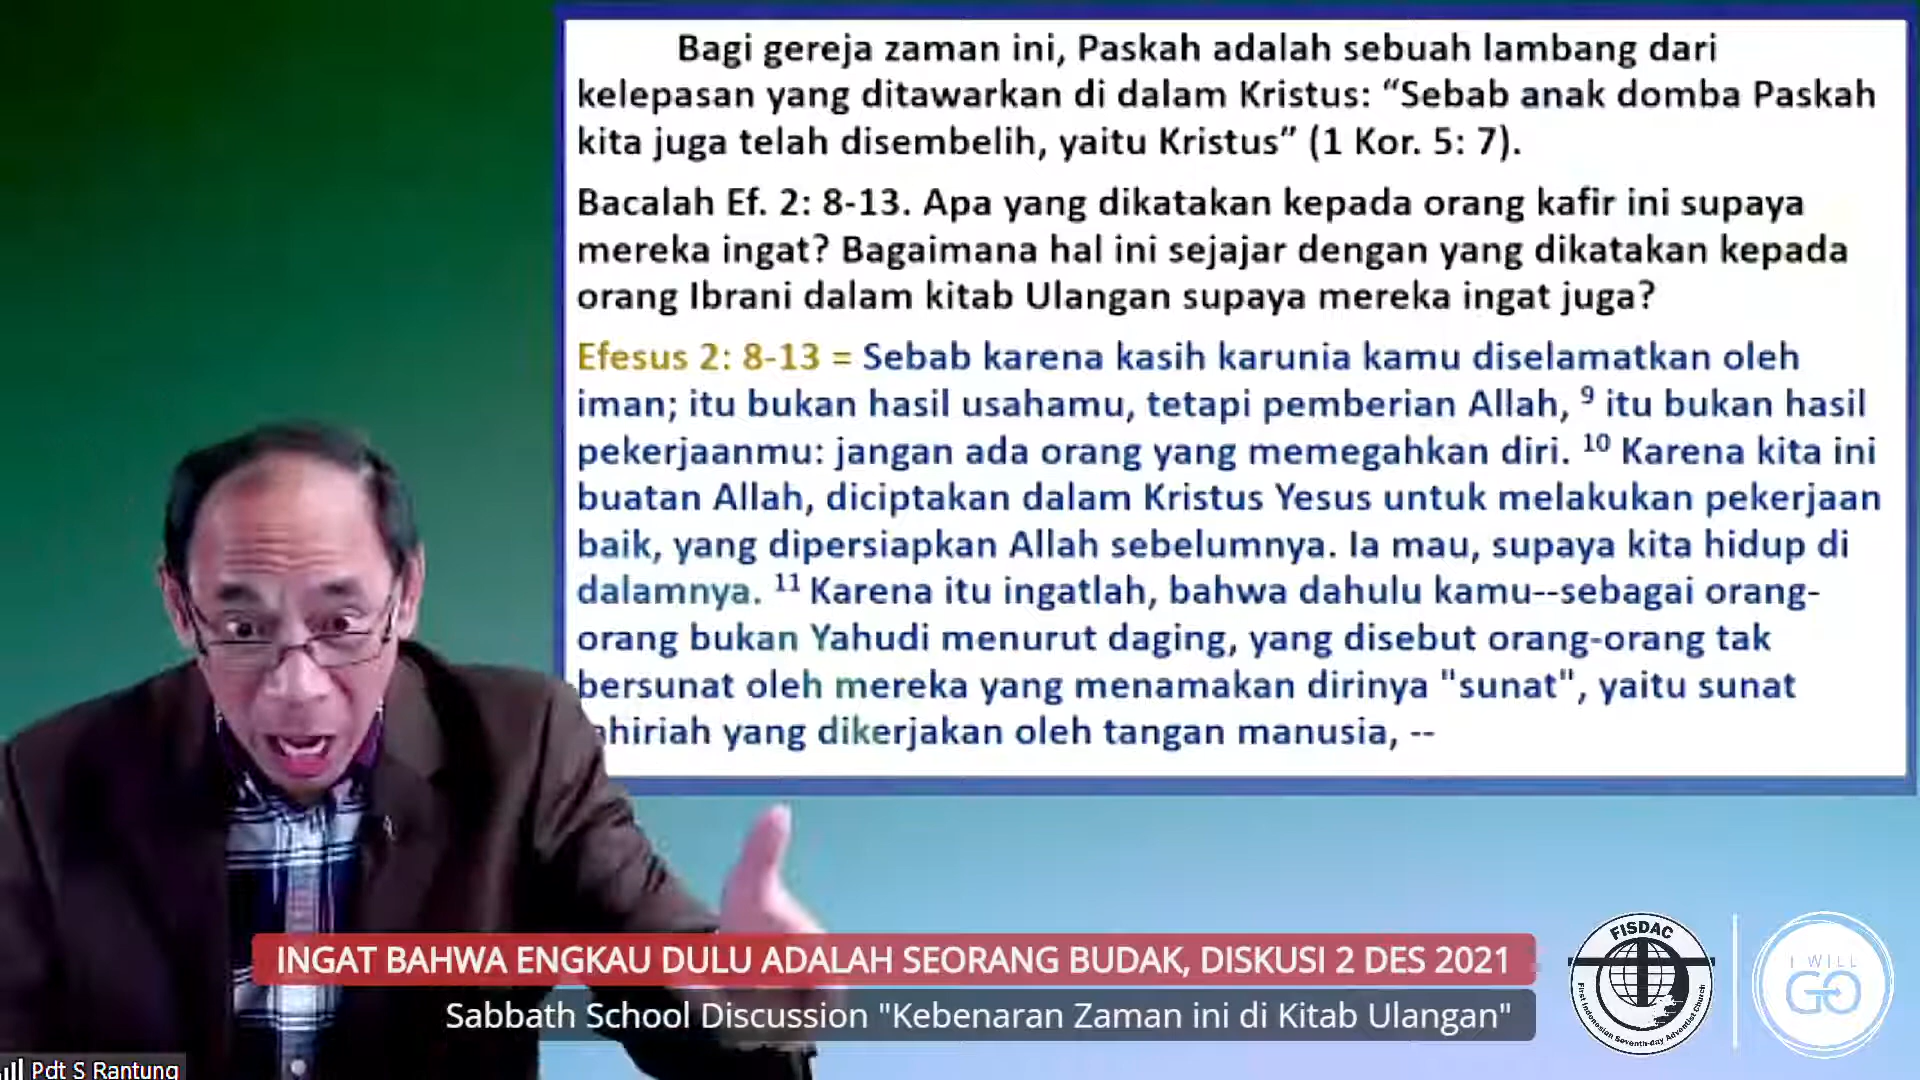 Bagi gereja zaman ini, Paskah adalah sebuah lambang dari
kelepasan yang ditawarkan di dalam Kristus: “Sebab anak domba Paskah
kita juga telah disembelih, yaitu Kristus” (1 Kor. 5: 7).
Bacalah Ef. 2: 8-13. Apa yang dikatakan kepada orang kafir ini supaya
mereka ingat? Bagaimana hal ini sejajar dengan yang dikatakan kepada
orang Ibrani dalam kitab Ulangan supaya mereka ingat juga?
Efesus 2: 8-13 = Sebab karena kasih karunia kamu diselamatkan oleh
iman; itu bukan hasil usahamu, tetapi pemberian Allah, 9 itu bukan hasil
pekerjaanmu: jangan ada orang yang memegahkan diri. 10 Karena kita ini
buatan Allah, diciptakan dalam Kristus Yesus untuk melakukan pekerjaan
baik, yang dipersiapkan Allah sebelumnya. Ia mau, supaya kita hidup di
dalamnya. 11 Karena itu ingatlah, bahwa dahulu kamu--sebagai orang-
orang bukan Yahudi menurut daging, yang disebut orang-orang tak
bersunat oleh mereka yang menamakan dirinya "sunat", yaitu sunat
yang dikerjakan oleh tangan manusia, --
INGAT BAHWA ENGKAU DULU ADALAH SEORANG BUDAK, DISKUSI 2 DES 2021
Sabbath School Discussion "Kebenaran Zaman ini di Kitab Ulangan"
FISDAC
First Indonesian Seventh-day Adventist Church
I WILL
GO
Pdt S Rantung